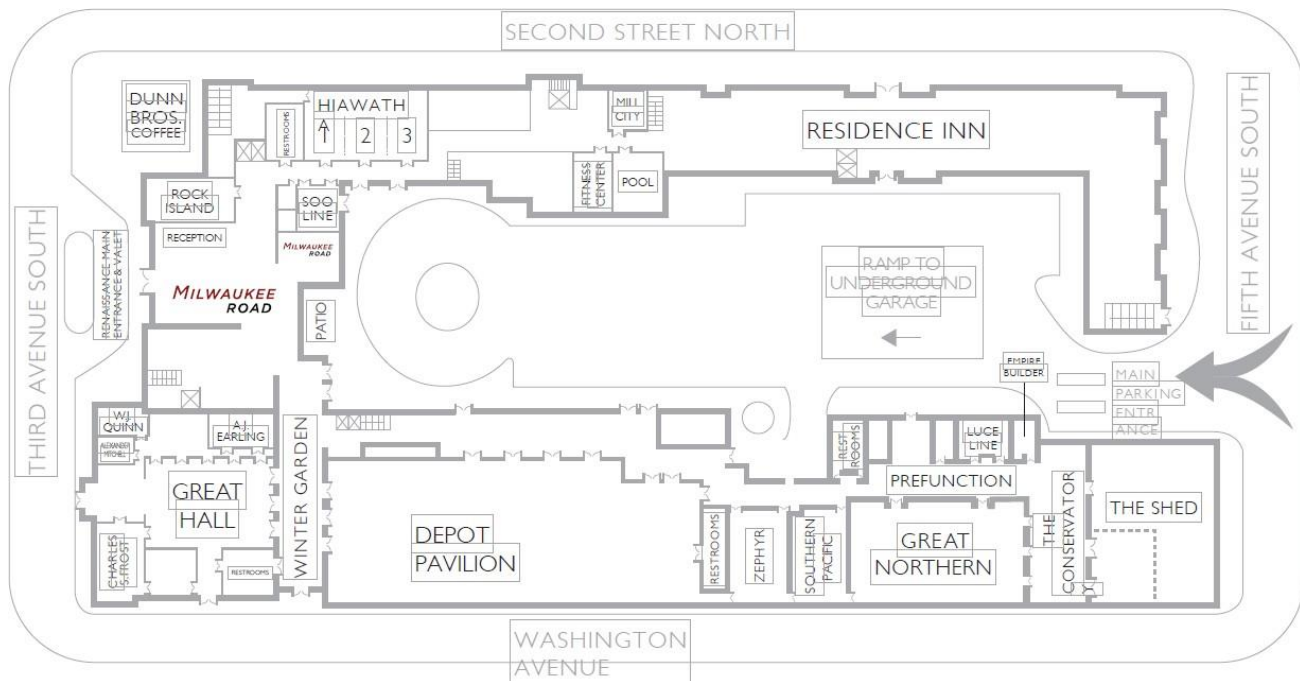 SECOND STREET NORTH
DUNN
BROS.
COFFEE
HIAWATH
A
2
3
RESTROOMS
MILL
CITY
RESIDENCE INN
ROCK
ISLAND
SOO
LINE
FITNESS
CENTER
POOL
RECEPTION
MILWAUKEE
ROAD
MILWAUKEE
ROAD
THIRD AVENUE SOUTH
RENAISSANCE MAIN
ENTRANCE & VALET
PATIO
RAMP TO
UNDERGROUND
GARAGE
FIFTH AVENUE SOUTH
EMPIRE
BUILDER
MAIN
PARKING
ENTR
ANCE
W.J.
QUINN
ALEXANDER
MITCHELL
A.J.
EARLING
GREAT
HALL
WINTER GARDEN
CHARLES
S.FROST
RESTROOMS
DEPOT
PAVILION
RESTROOMS
ZEPHYR
SOUTHERN
PACIFIC
REST
ROOMS
LUCE
LINE
PREFUNCTION
GREAT
NORTHERN
THE
CONSERVATOR
Y
THE SHED
WASHINGTON
AVENUE